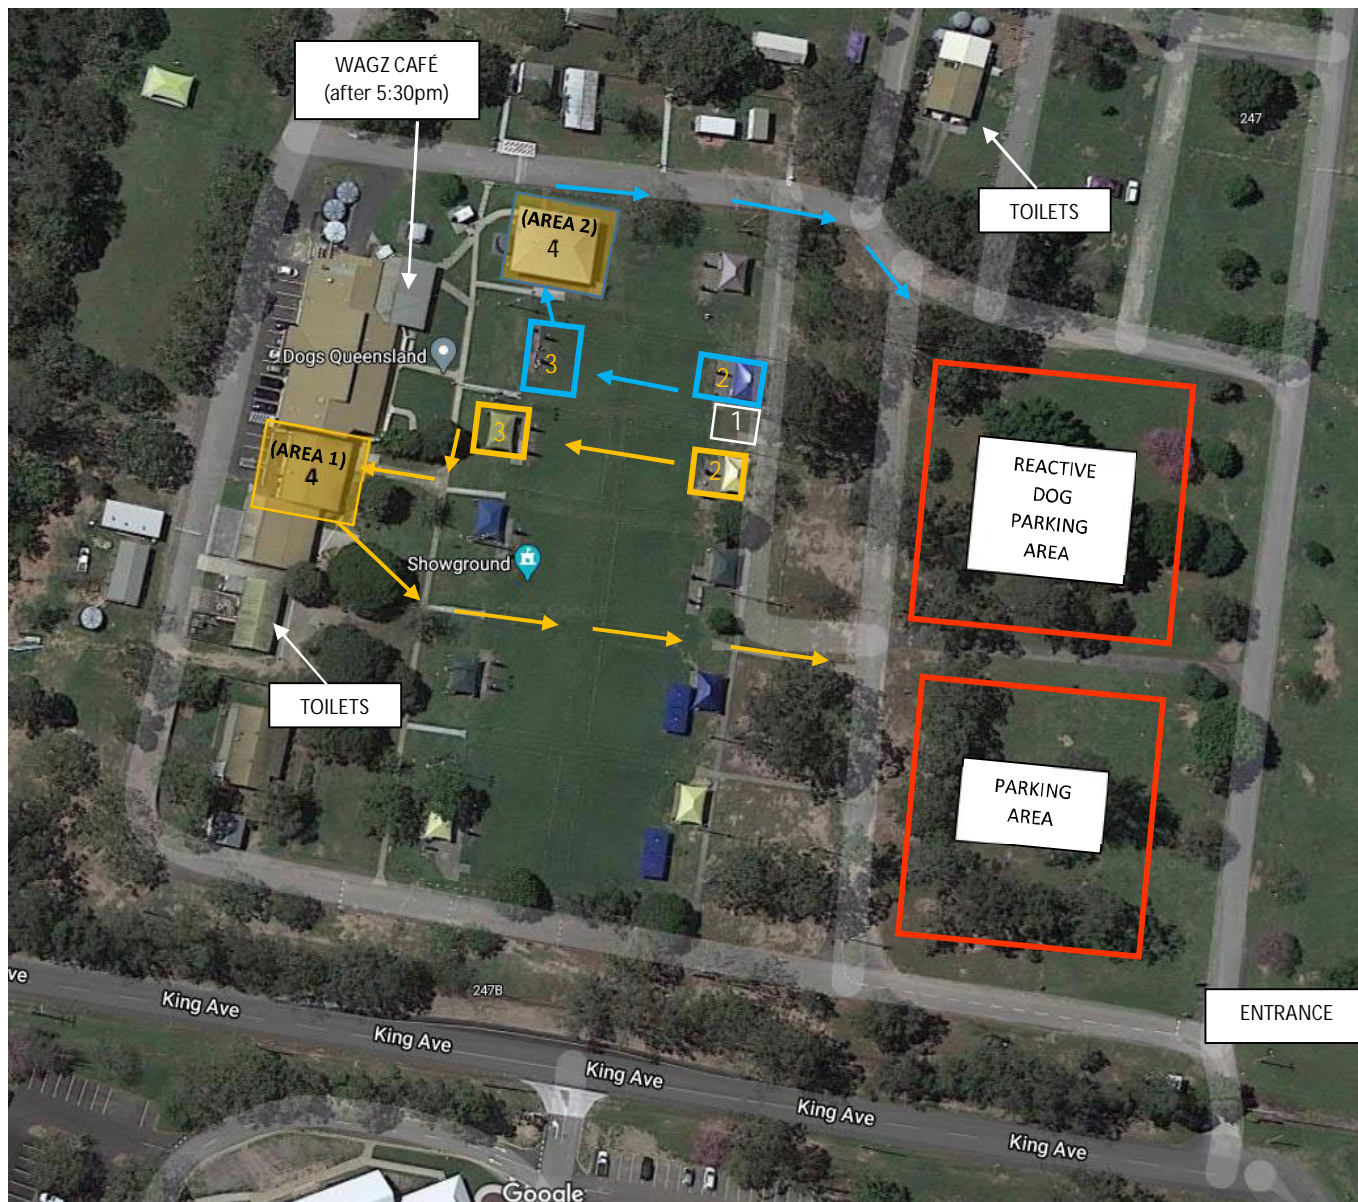 WAGZ CAFÉ
(after 5:30pm)
247
TOILETS
(AREA 2)
4
Dogs Queensland
3
2
1
3
2
(AREA 1)
4
REACTIVE
DOG
PARKING
AREA
Showground
TOILETS
PARKING
AREA
ENTRANCE
247B
ve
King Ave
King Ave
King Ave
King Ave
King Ave
Google